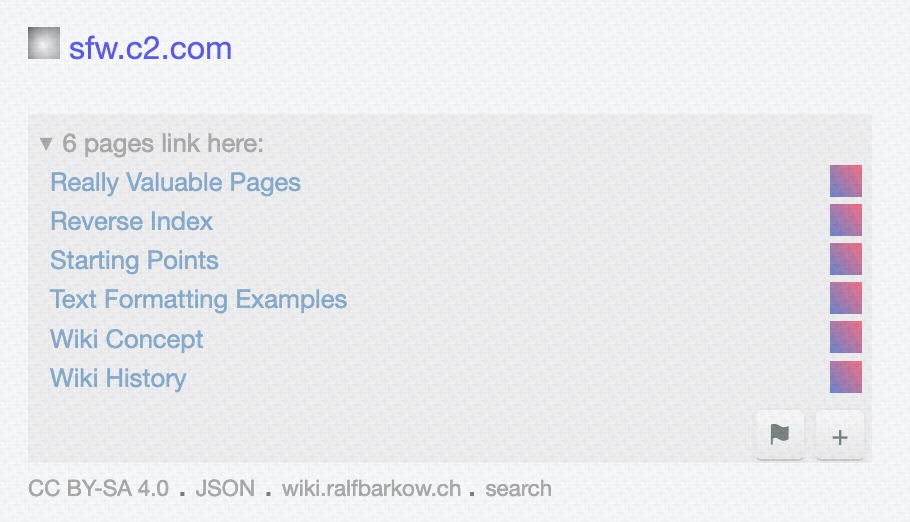 sfw.c2.com
▼ 6 pages link here:
Really Valuable Pages
Reverse Index
Starting Points
Text Formatting Examples
Wiki Concept
Wiki History
+
CC BY-SA 4.0 . JSON . wiki.ralfbarkow.ch . search